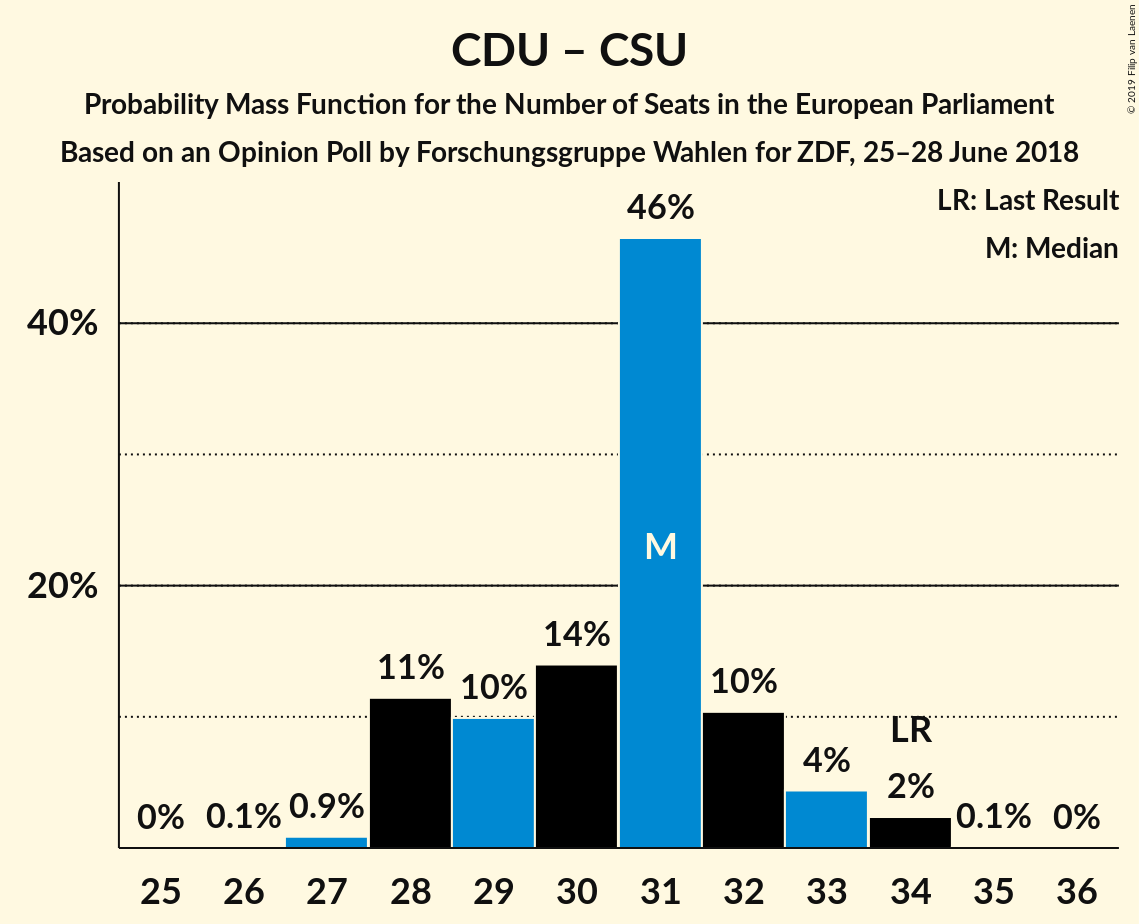 CDU – CSU
Probability Mass Function for the Number of Seats in the European Parliament
Based on an Opinion Poll by Forschungsgruppe Wahlen for ZDF, 25–28 June 2018
© 2019 Filip van Laenen
LR: Last Result
M: Median
40%
20%
0%
0.1%
0.9%
11%
10%
14%
46%
M
10%
4%
LR
2%
0.1%
0%
25 26 27 28 29 30 31 32 33 34 35 36